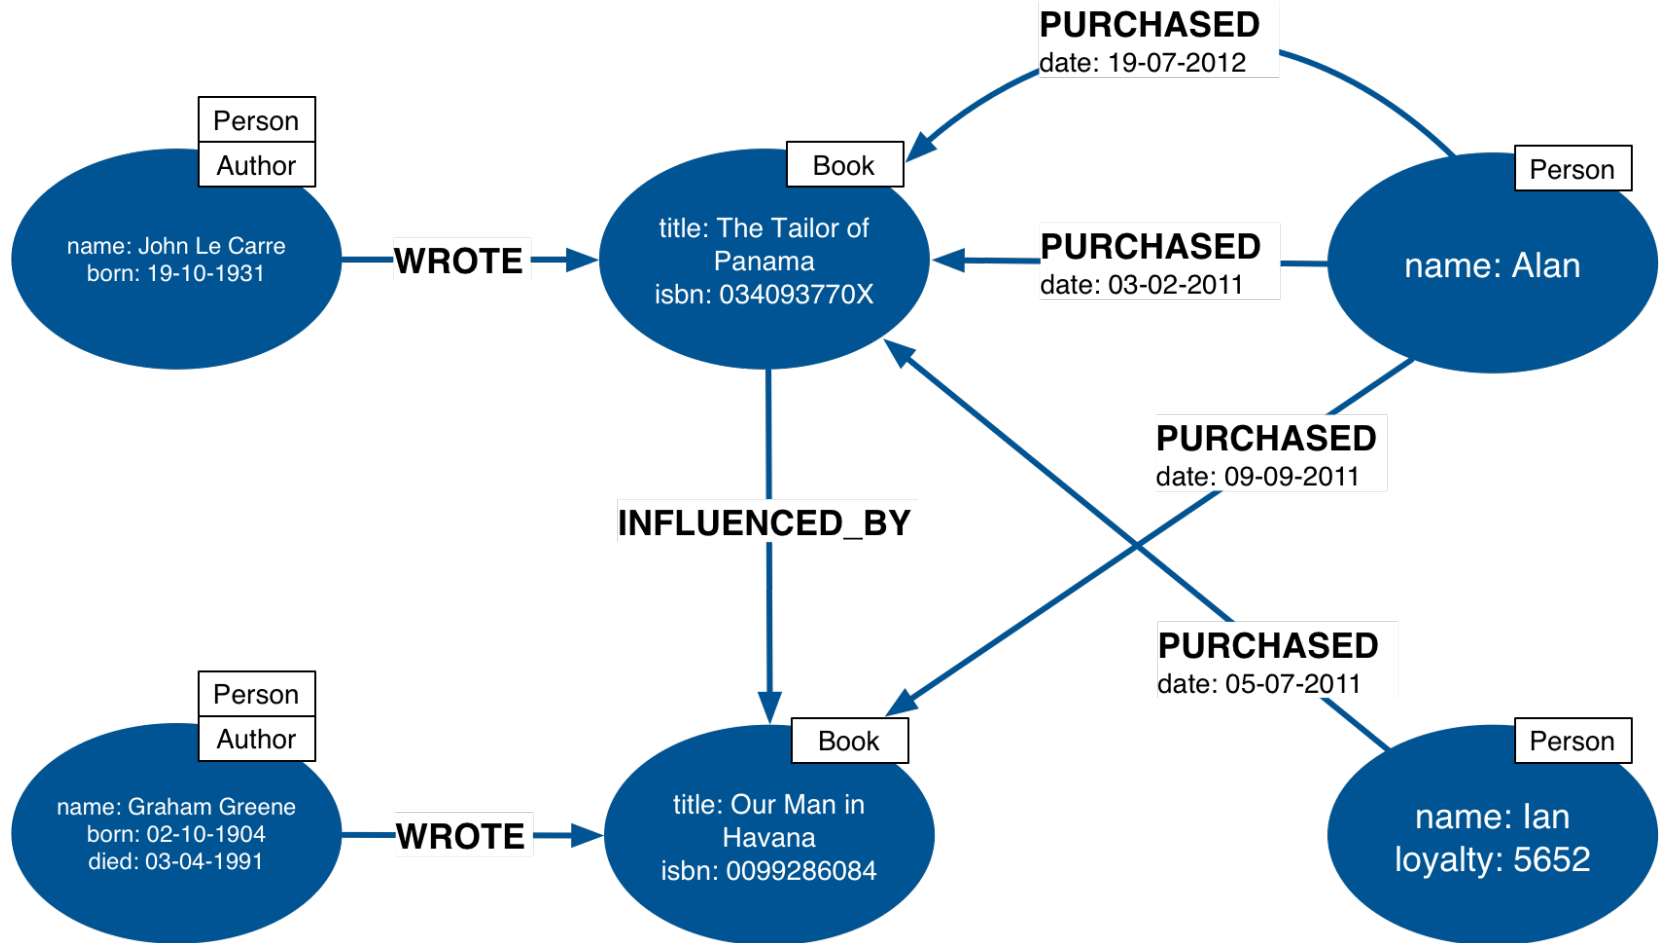 PURCHASED
date: 19-07-2012
Person
Author
name: John Le Carre
born: 19-10-1931
WROTE
Book
title: The Tailor of
Panama
isbn: 034093770X
PURCHASED
date: 03-02-2011
Person
name: Alan
PURCHASED
date: 09-09-2011
INFLUENCED_BY
PURCHASED
date: 05-07-2011
Person
Author
name: Graham Greene
born: 02-10-1904
died: 03-04-1991
WROTE
Book
title: Our Man in
Havana
isbn: 0099286084
Person
name: Ian
loyalty: 5652